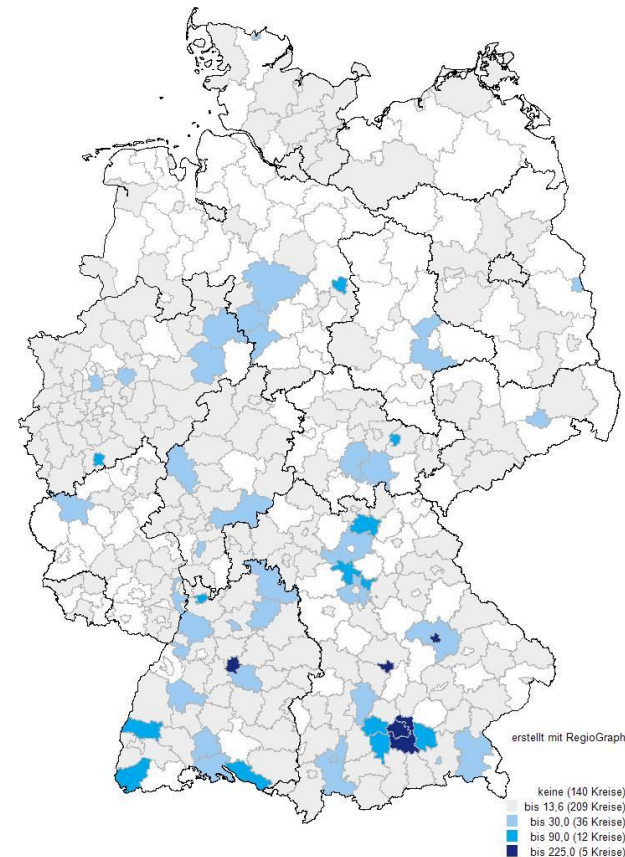 erstellt mit RegioGraph
keine (140 Kreise)
bis 13,6 (209 Kreise)
bis 30,0 (36 Kreise)
bis 90,0 (12 Kreise)
bis 225,0 (5 Kreise)